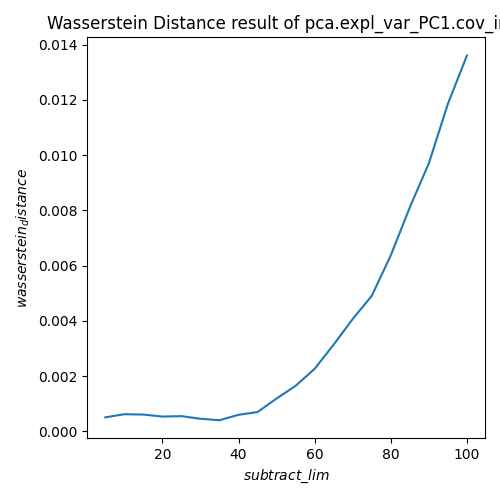 Wasserstein Distance result of pca.expl_var_PC1.cov_in
0.014
0.012
0.010
0.008
0.006
0.004
0.002
0.000
wasserstein_distance
20 40 60 80 100
subtract_lim